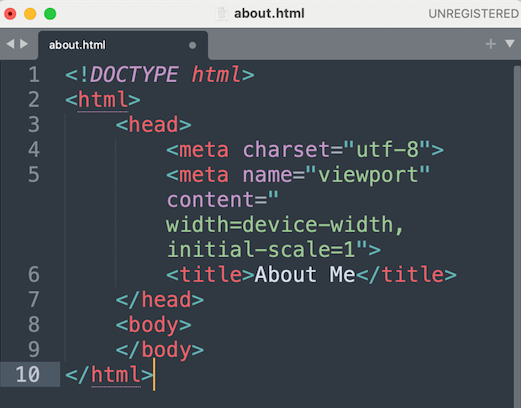 about.html
UNREGISTERED
about.html
1 <!DOCTYPE html>
2 <html>
3 <head>
4 <meta charset="utf-8">
5 <meta name="viewport"
content="
width=device-width,
initial-scale=1">
6 <title>About Me</title>
7 </head>
8 <body>
9 </body>
10 </html>